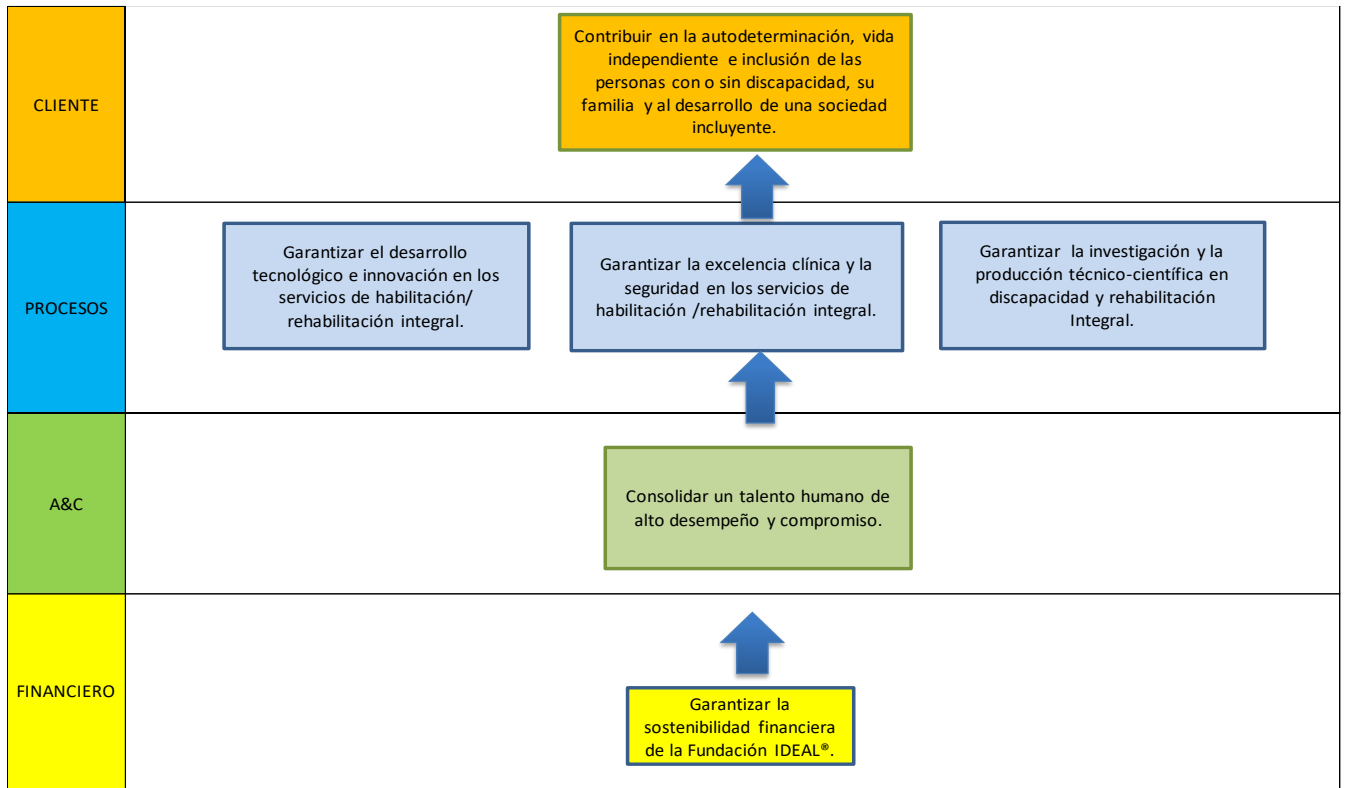 CLIENTE
Contribuir en la autodeterminación, vida
independiente e inclusión de las
personas con o sin discapacidad, su
familia y al desarrollo de una sociedad
incluyente.
PROCESOS
Garantizar el desarrollo
tecnológico e innovación en los
servicios de habilitación/
rehabilitación integral.
Garantizar la excelencia clínica y la
seguridad en los servicios de
habilitación /rehabilitación integral.
Garantizar la investigación y la
producción técnico-científica en
discapacidad y rehabilitación
Integral.
A&C
Consolidar un talento humano de
alto desempeño y compromiso.
FINANCIERO
Garantizar la
sostenibilidad financiera
de la Fundación IDEAL®.